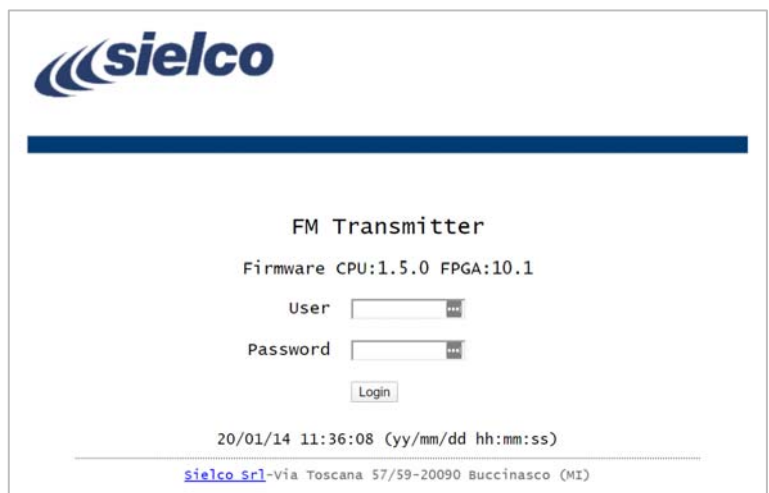 sielco
FM Transmitter
Firmware CPU:1.5.0 FPGA:10.1
User
Password
Login
20/01/14 11:36:08 (yy/mm/dd hh:mm:ss)
Sielco Srl-Via Toscana 57/59-20090 Buccinasco (MI)